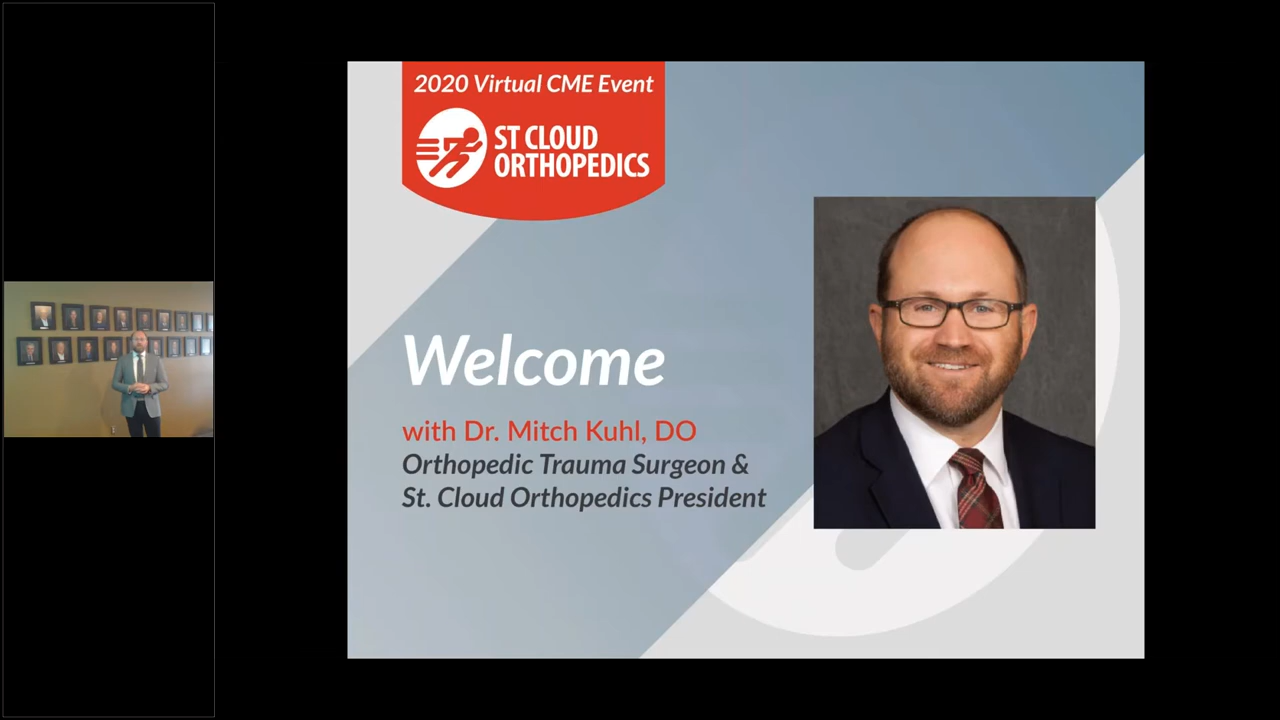 2020 Virtual CME Event
ST CLOUD
ORTHOPEDICS
Welcome
with Dr. Mitch Kuhl, DO
Orthopedic Trauma Surgeon &
St. Cloud Orthopedics President